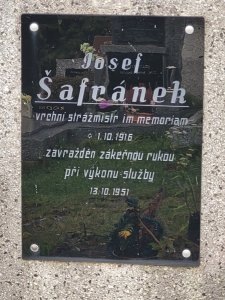 Josef
Šafránek
vrchní strážmistr im memoriam
○ 1.10.1916
zavražděn zákeřnou rukou
při výkonu služby
13.10.1951